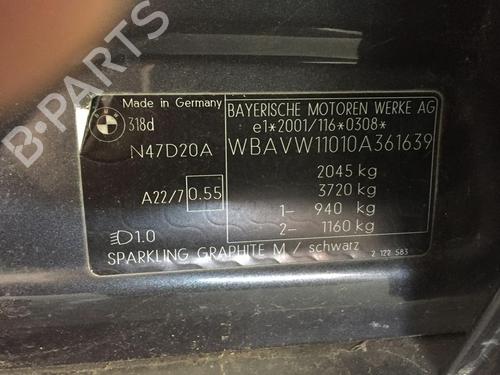 B-PARTS
BMW
Made in Germany
318d
N47D20A
A22/7 0.55
1.0
BAYERISCHE MOTOREN WERKE AG
e1*2001/116*0308*
WBAVW11010A361639
2045 kg
3720 kg
1- 940 kg
2- 1160 kg
SPARKLING GRAPHITE M / schwarz
2 122 583